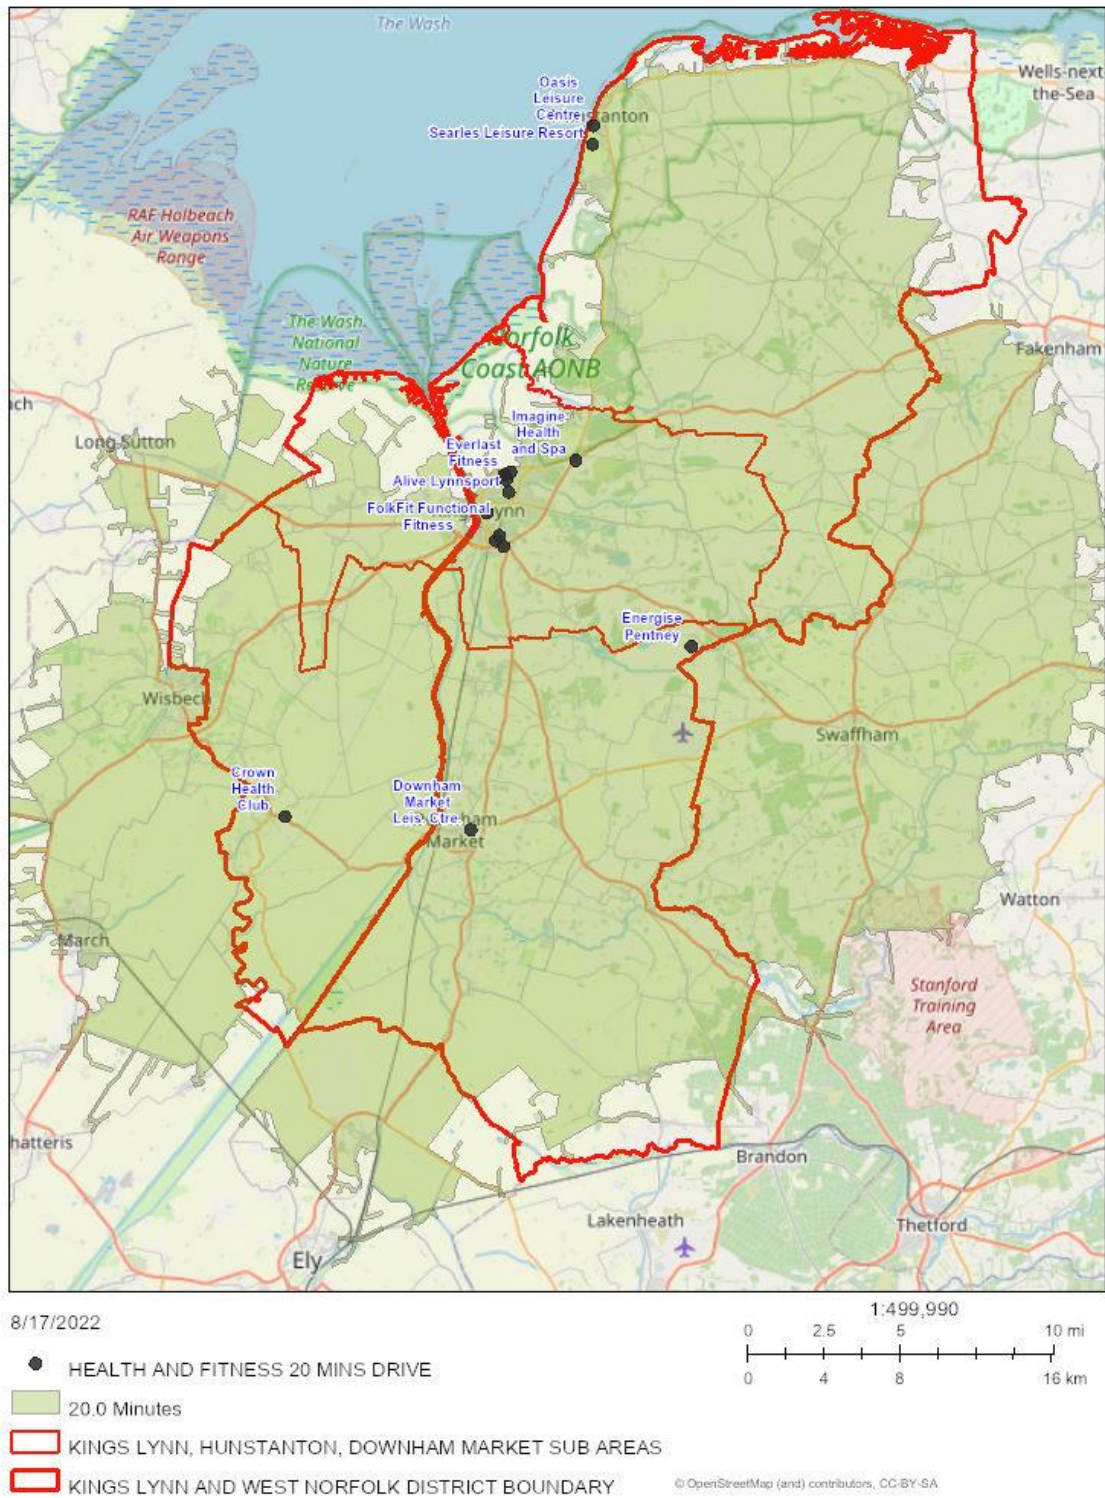 The Wash
Wells-next-
the-Sea
Oasis
Leisure
Centre
Searles Leisure Resort
RAF Holbeach
Air Weapons
Range
The Wash
National
Nature
Norfolk
Coast AONB
Fakenham
Long Sutton
Imagine
Health
and Spa
Everlast
Fitness
Alive Lynnsport
FolkFit Functional
Fitness
Energise
Pentney
Wisbech
Swaffham
Crown
Health
Club
Downham
Market
Leis. Ctre.
Market
Watton
March
Stanford
Training
Area
hatteris
Brandon
Lakenheath
Thetford
Ely
8/17/2022
1:499,990
0 2.5 5 10 mi
0 4 8 16 km
HEALTH AND FITNESS 20 MINS DRIVE
20.0 Minutes
KINGS LYNN, HUNSTANTON, DOWNHAM MARKET SUB AREAS
KINGS LYNN AND WEST NORFOLK DISTRICT BOUNDARY
© OpenStreetMap (and) contributors, CC-BY-SA